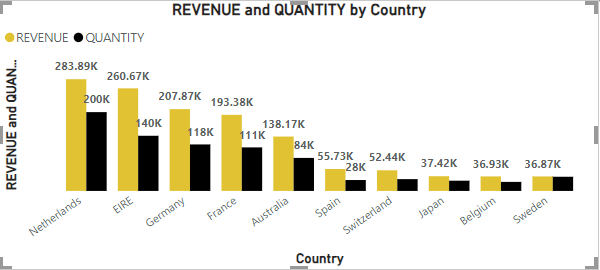 REVENUE and QUANTITY by Country
REVENUE QUANTITY
REVENUE and QUAN...
283.89K
260.67K
207.87K
193.38K
138.17K
55.73K
52.44K
37.42K
36.93K
36.87K
200K
140K
118K
111K
84K
28K
Netherlands
EIRE
Germany
France
Australia
Spain
Switzerland
Japan
Belgium
Sweden
Country